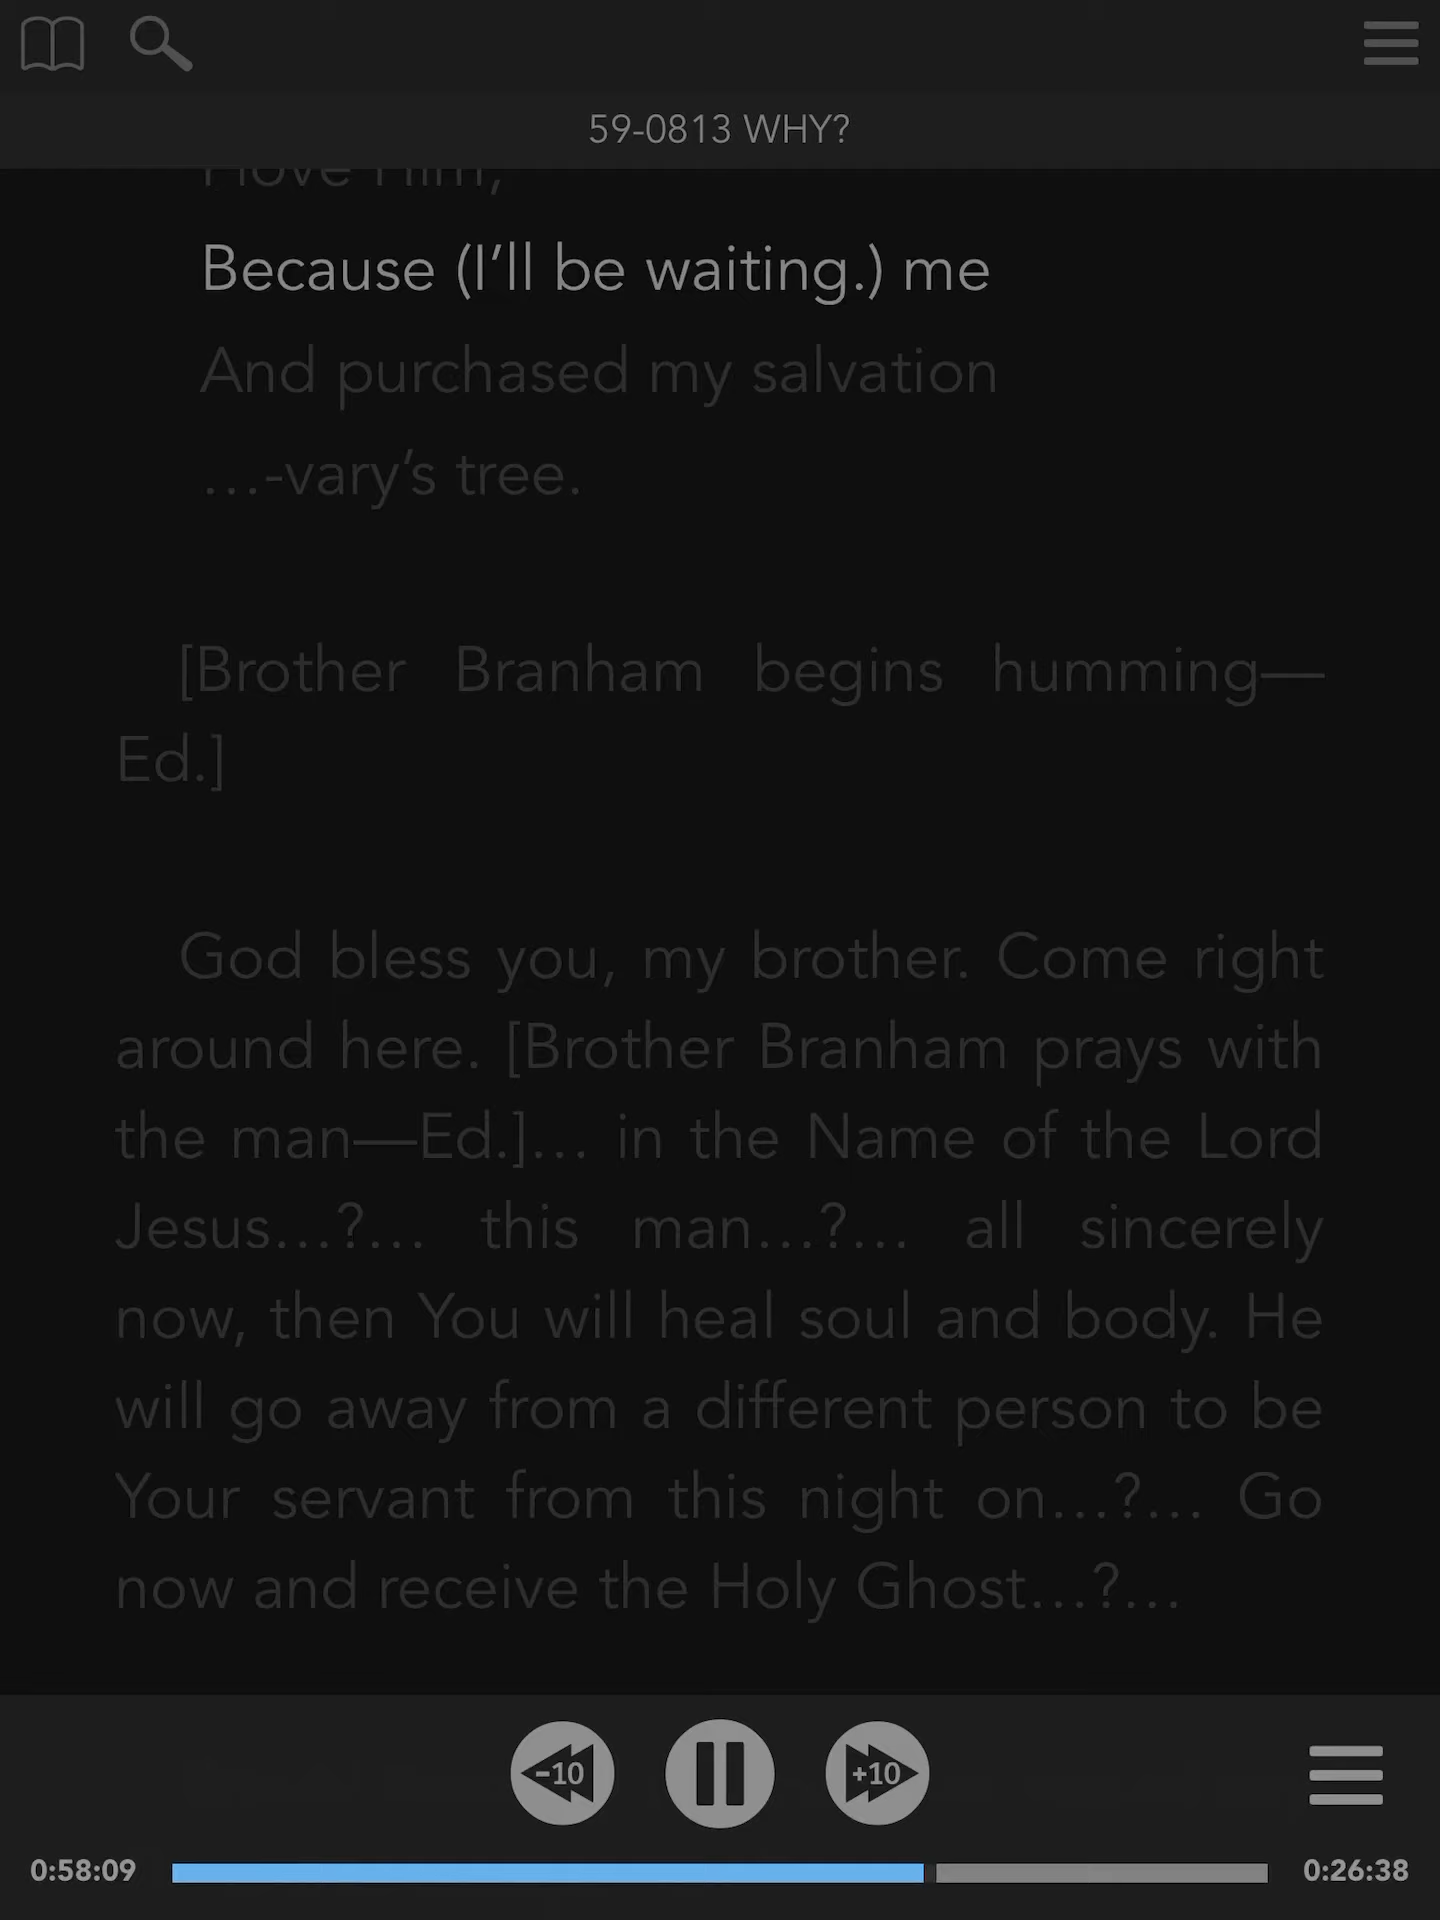 59-0813 WHY?
I love Him,
Because (I’ll be waiting.) me
And purchased my salvation
…-vary’s tree.
[Brother Branham begins humming—
Ed.]
God bless you, my brother. Come right
around here. [Brother Branham prays with
the man—Ed.]… in the Name of the Lord
Jesus…?… this man…?… all sincerely
now, then You will heal soul and body. He
will go away from a different person to be
Your servant from this night on…?… Go
now and receive the Holy Ghost…?…
-10 +10
0:58:09 0:26:38